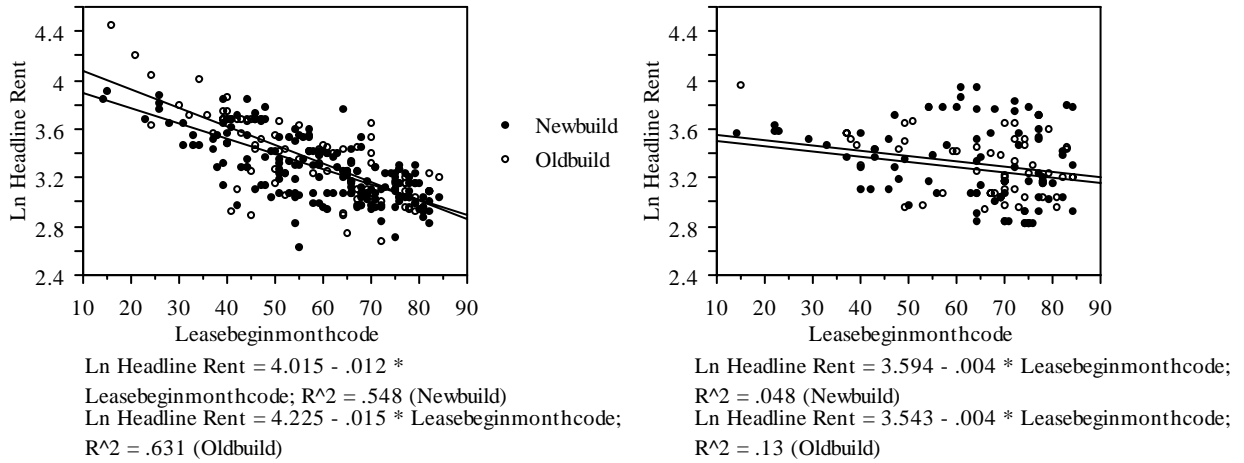 4.4
4
3.6
3.2
2.8
2.4
Ln Headline Rent
10 20 30 40 50 60 70 80 90
Leasebeginmonthcode
Newbuild
Oldbuild
Ln Headline Rent = 4.015 - .012 *
Leasebeginmonthcode; R^2 = .548 (Newbuild)
Ln Headline Rent = 4.225 - .015 * Leasebeginmonthcode;
R^2 = .631 (Oldbuild)
4.4
4
3.6
3.2
2.8
2.4
Ln Headline Rent
10 20 30 40 50 60 70 80 90
Leasebeginmonthcode
Ln Headline Rent = 3.594 - .004 * Leasebeginmonthcode;
R^2 = .048 (Newbuild)
Ln Headline Rent = 3.543 - .004 * Leasebeginmonthcode;
R^2 = .13 (Oldbuild)